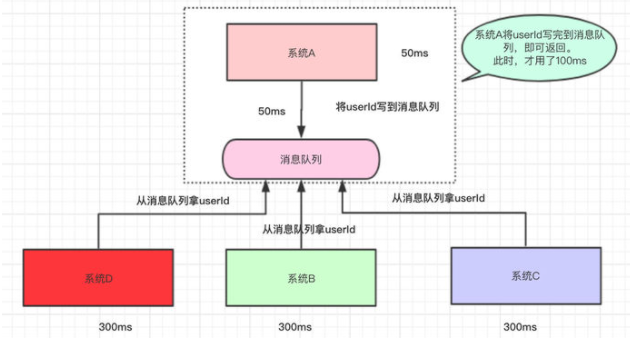 系统A将userId写完到消息队
列，即可返回。
此时，才用了100ms
系统A
50ms
50ms
将userId写到消息队列
消息队列
从消息队列拿userId
从消息队列拿userId
从消息队列拿userId
系统D
系统B
系统C
300ms
300ms
300ms